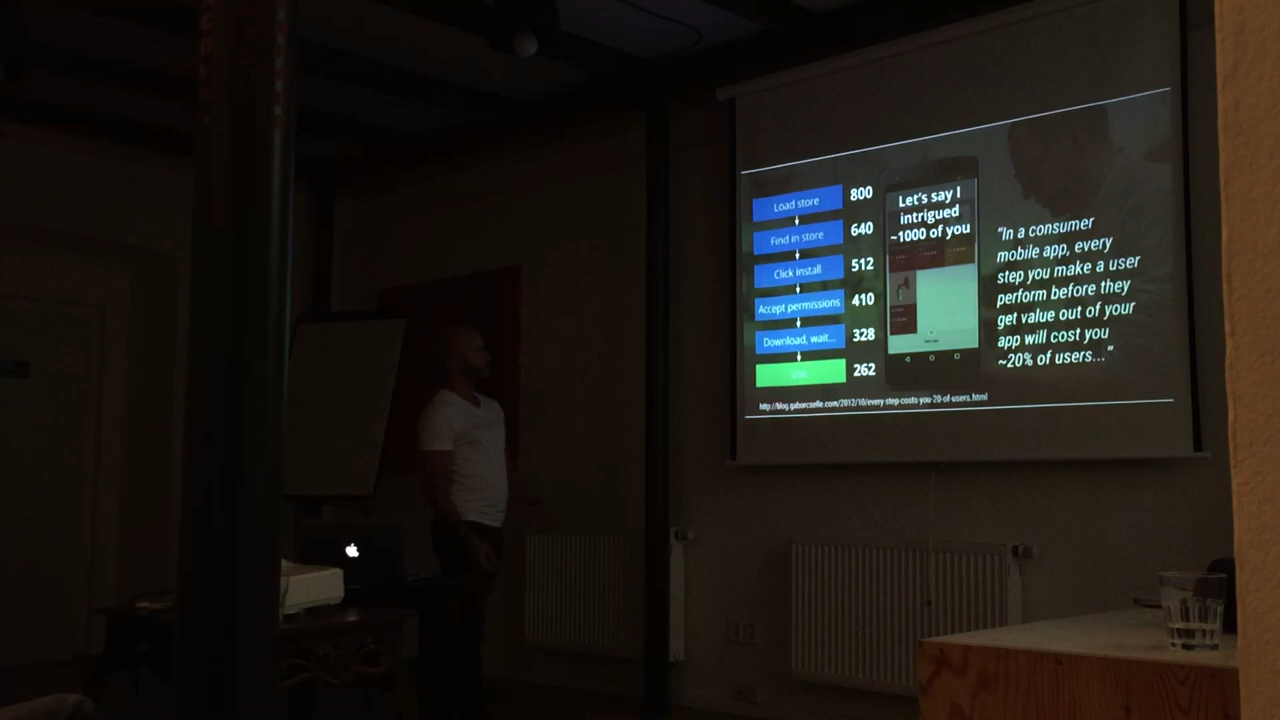 Load store
800
Find in store
640
Click install
512
Accept permissions
410
Download, wait...
328
Use
262
Let's say I
intrigued
~1000 of you
"In a consumer
mobile app, every
step you make a user
perform before they
get value out of your
app will cost you
~20% of users..."
http://blog.gaborcselle.com/2012/10/every-step-costs-you-20-of-users.html